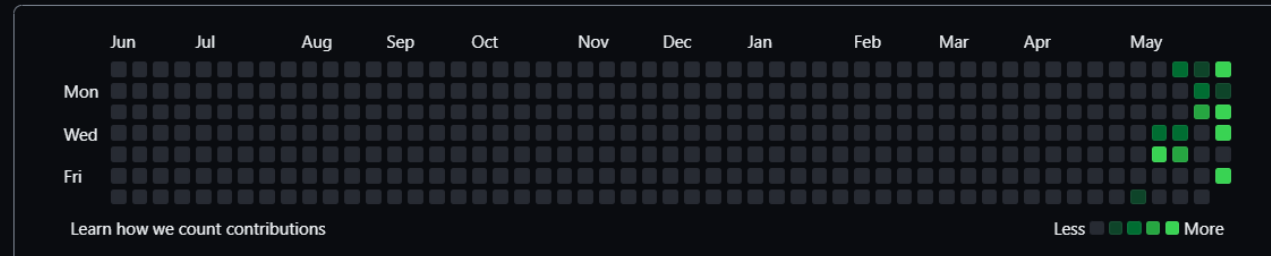 Jun Jul Aug Sep Oct Nov Dec Jan Feb Mar Apr May
Mon
Wed
Fri
Learn how we count contributions Less More